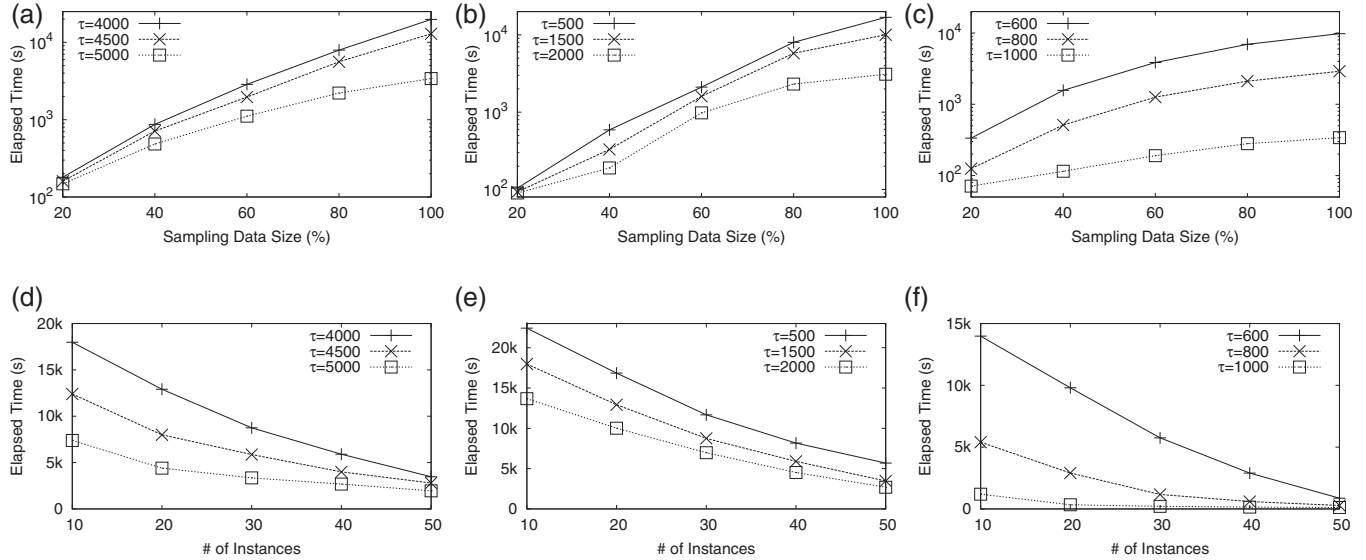 (a)
τ=4000
τ=4500
τ=5000
10^4
10^3
10^2
20 40 60 80 100
Elapsed Time (s)
Sampling Data Size (%)
(b)
τ=500
τ=1500
τ=2000
10^4
10^3
10^2
20 40 60 80 100
Elapsed Time (s)
Sampling Data Size (%)
(c)
τ=600
τ=800
τ=1000
10^4
10^3
10^2
20 40 60 80 100
Elapsed Time (s)
Sampling Data Size (%)
(d)
20k
τ=4000
τ=4500
τ=5000
15k
10k
5k
0
10 20 30 40 50
Elapsed Time (s)
# of Instances
(e)
τ=500
τ=1500
τ=2000
20k
15k
10k
5k
0
10 20 30 40 50
Elapsed Time (s)
# of Instances
(f)
15k
τ=600
τ=800
τ=1000
10k
5k
0
10 20 30 40 50
Elapsed Time (s)
# of Instances